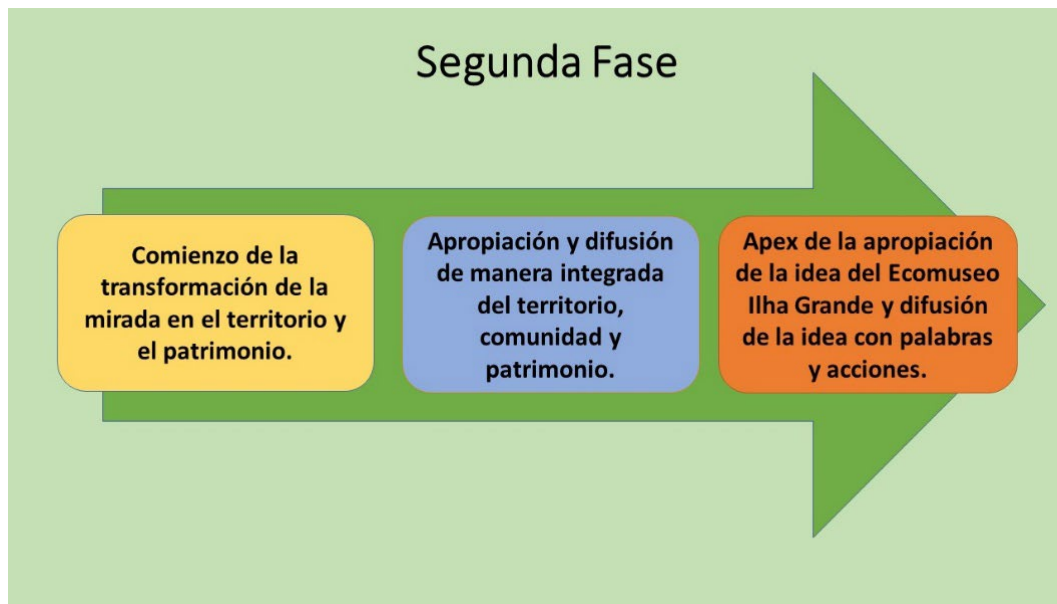 Segunda Fase
Comienzo de la
transformación de la
mirada en el territorio y
el patrimonio.
Apropiación y difusión
de manera integrada
del territorio,
comunidad y
patrimonio.
Apex de la apropiación
de la idea del Ecomuseo
Ilha Grande y difusión
de la idea con palabras
y acciones.